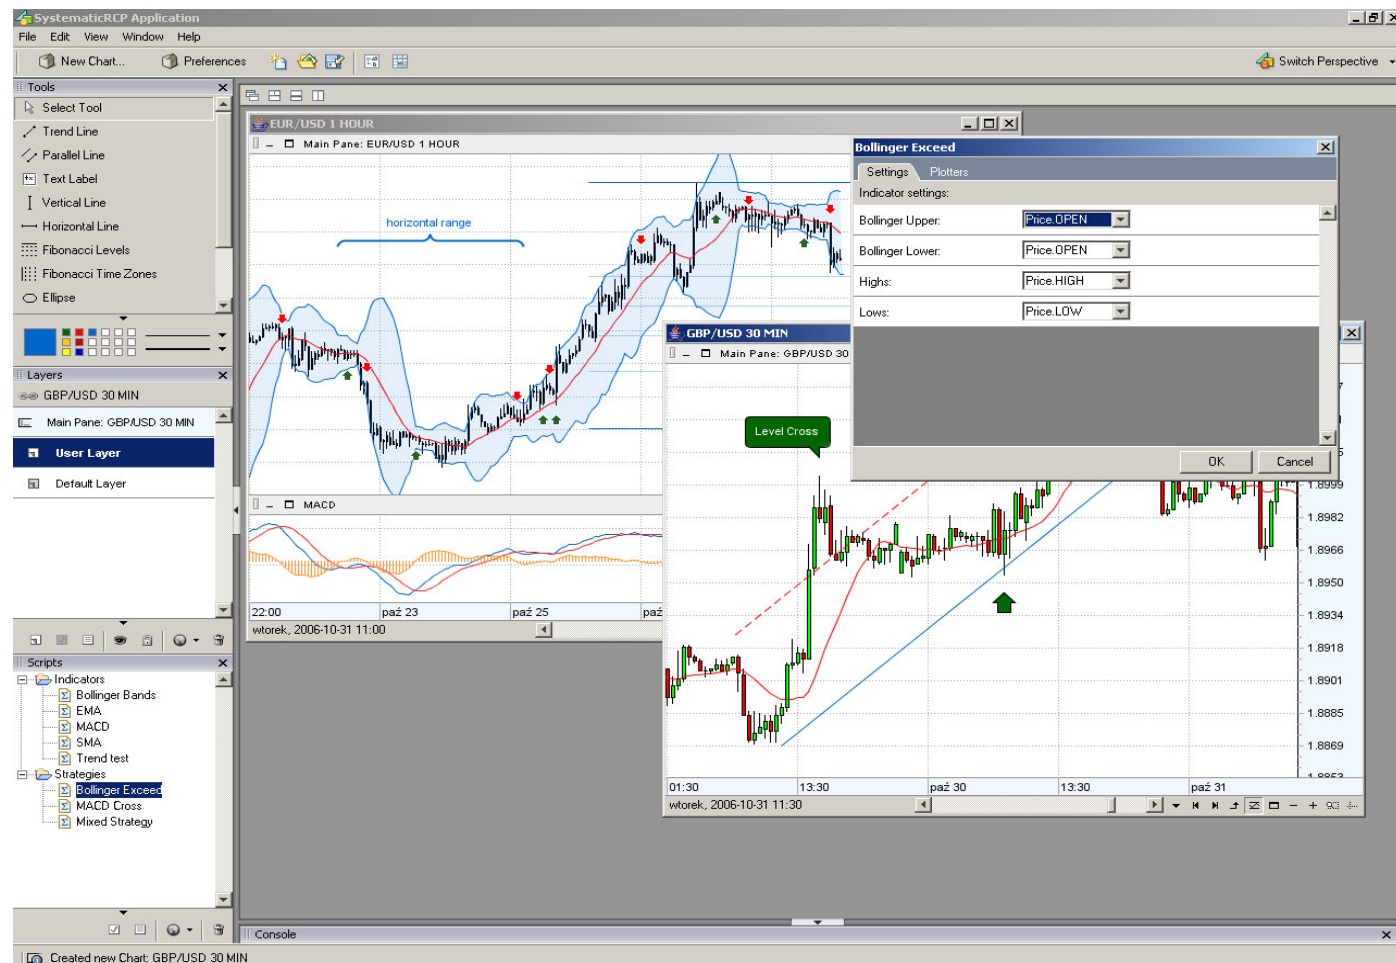 SystematicRCP Application
File Edit View Window Help
New Chart... Preferences Switch Perspective
Tools
Select Tool
Trend Line
Parallel Line
Text Label
Vertical Line
Horizontal Line
Fibonacci Levels
Fibonacci Time Zones
Ellipse
Layers
GBP/USD 30 MIN
Main Pane: GBP/USD 30 MIN
User Layer
Default Layer
Scripts
Indicators
Bollinger Bands
EMA
MACD
SMA
Trend test
Strategies
Bollinger Exceed
MACD Cross
Mixed Strategy
EUR/USD 1 HOUR
Main Pane: EUR/USD 1 HOUR
horizontal range
MACD
22:00 paź 23 paź 25 paź
wtorek, 2006-10-31 11:00
Bollinger Exceed
Settings Plotters
Indicator settings:
Bollinger Upper: Price.OPEN
Bollinger Lower: Price.OPEN
Highs: Price.HIGH
Lows: Price.LOW
OK Cancel
GBP/USD 30 MIN
Main Pane: GBP/USD 30
Level Cross
1.8999
1.8982
1.8966
1.8950
1.8934
1.8918
1.8901
1.8885
1.8869
1.8853
01:30 13:30 paź 30 13:30 paź 31
wtorek, 2006-10-31 11:30
Console
Created new Chart: GBP/USD 30 MIN